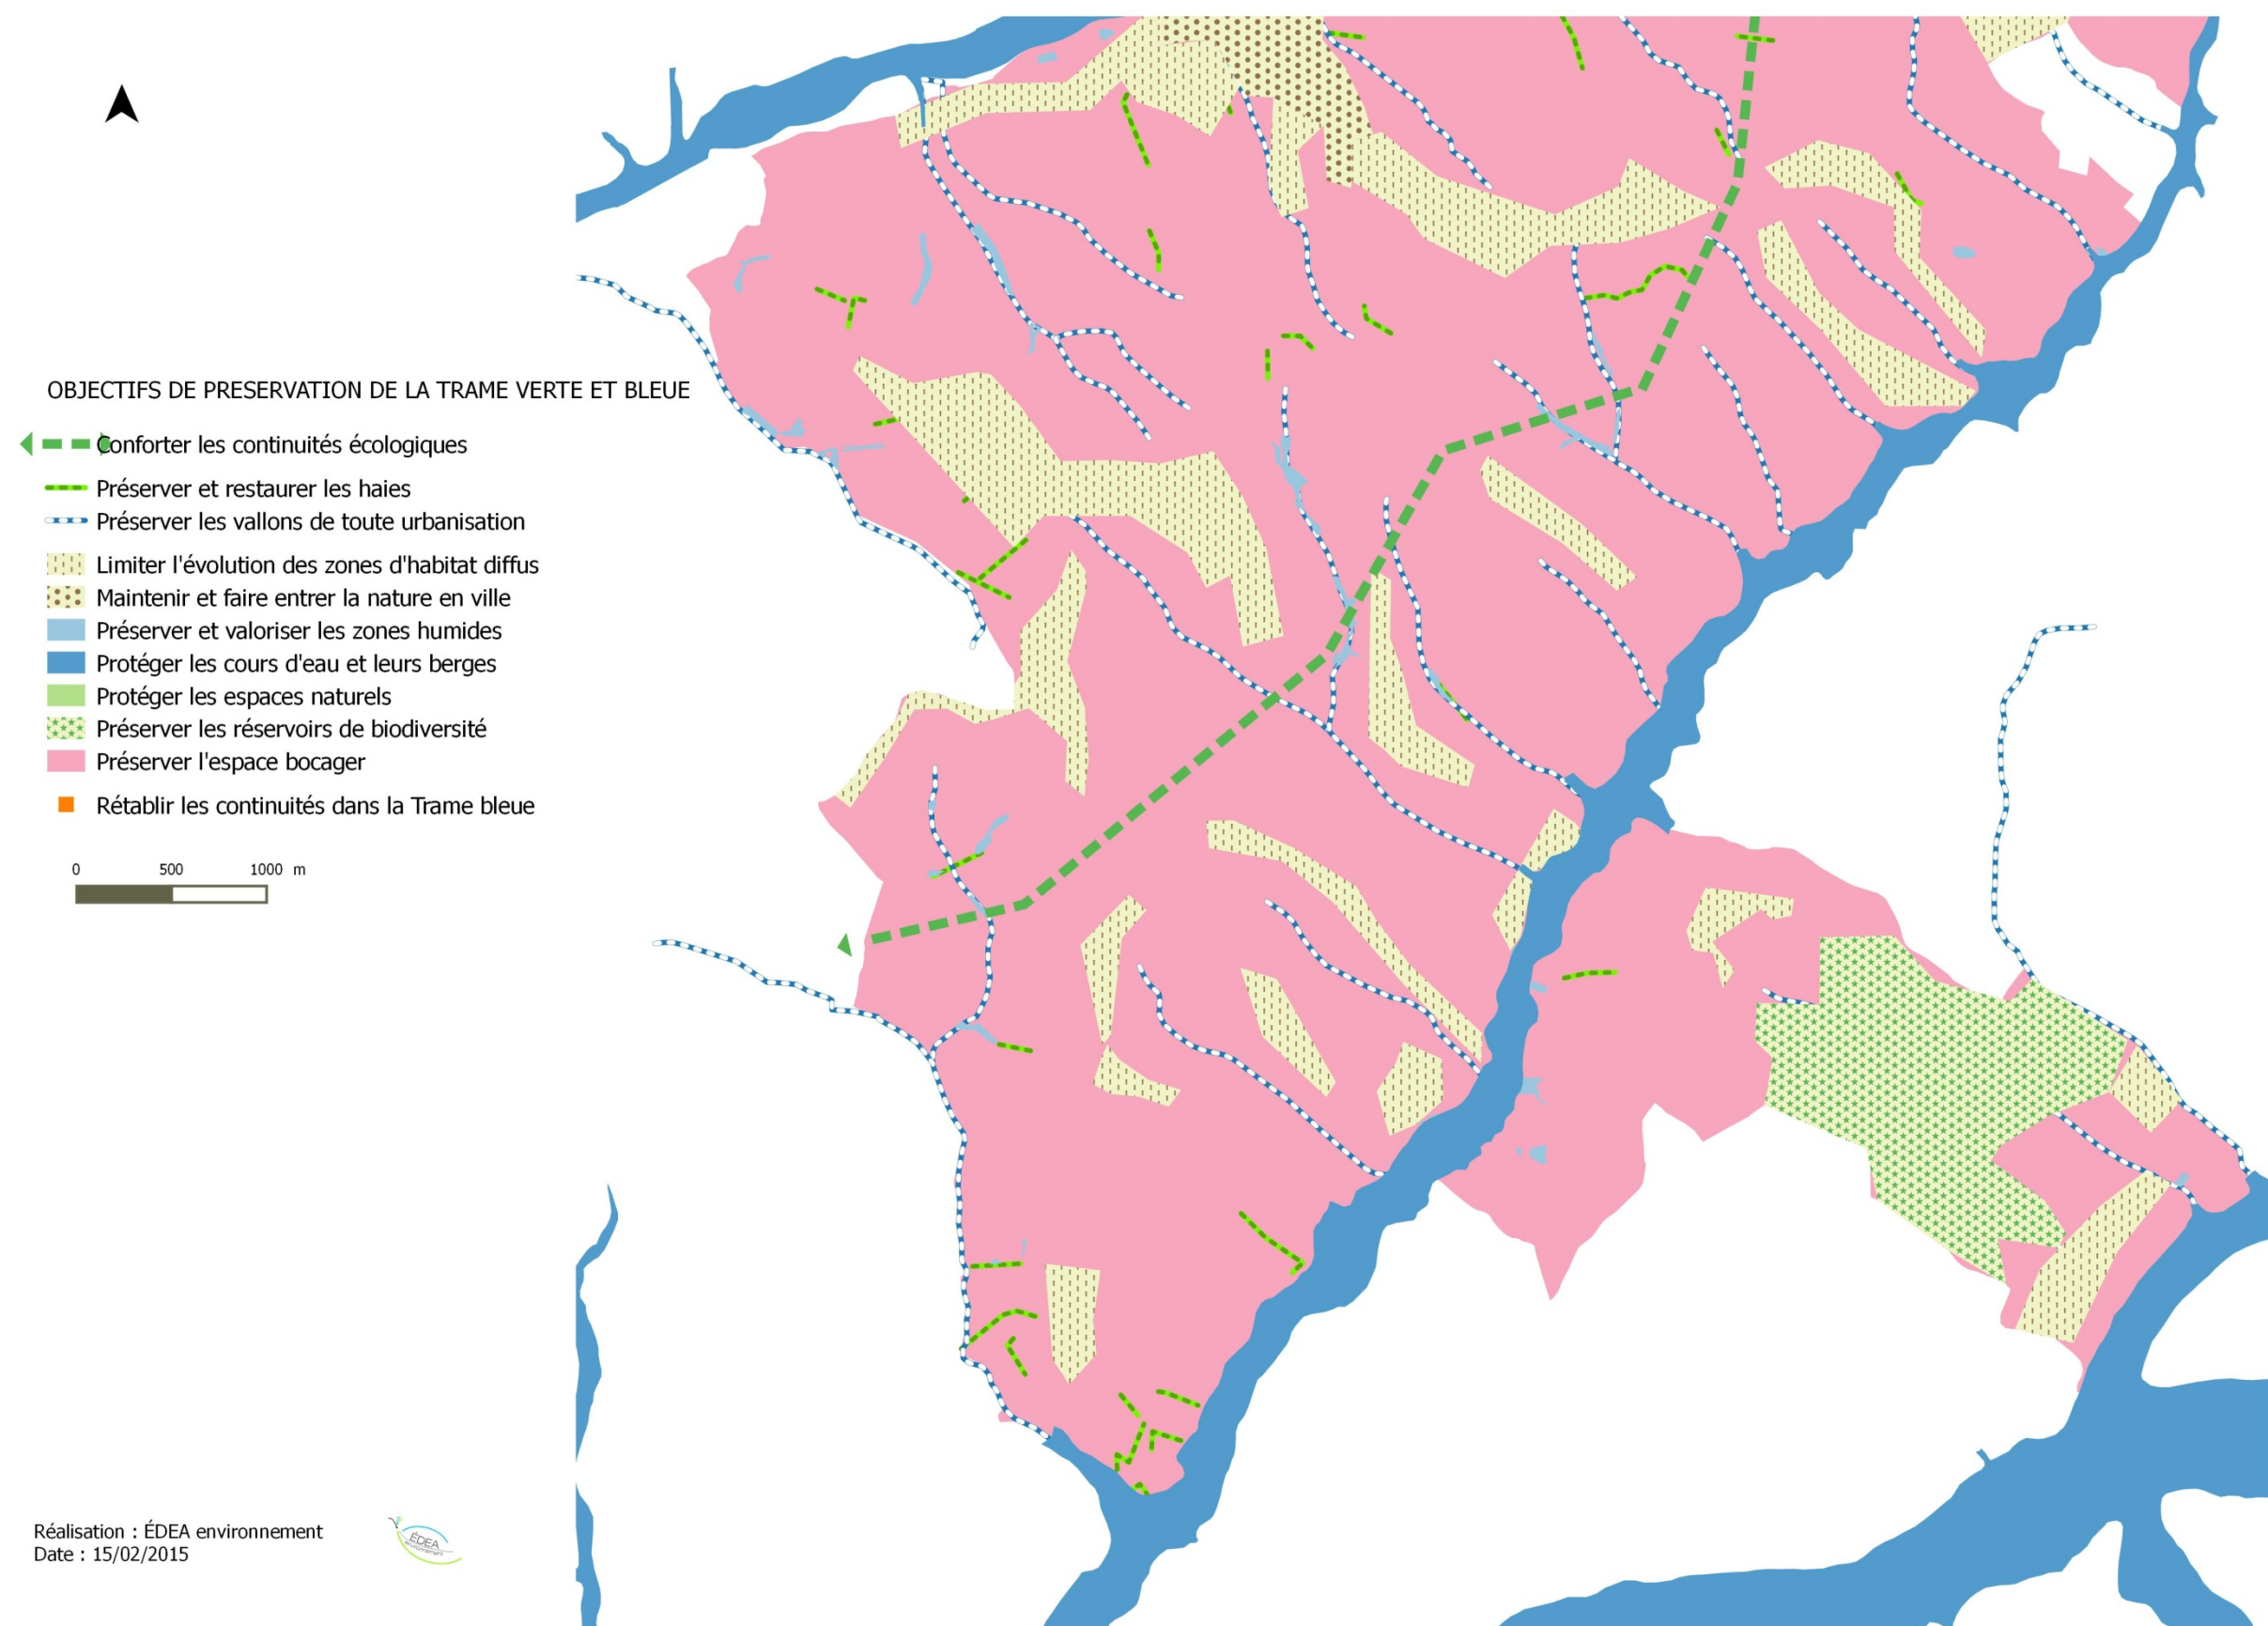 OBJECTIFS DE PRESERVATION DE LA TRAME VERTE ET BLEUE
Conforter les continuités écologiques
Préserver et restaurer les haies
Préserver les vallons de toute urbanisation
Limiter l'évolution des zones d'habitat diffus
Maintenir et faire entrer la nature en ville
Préserver et valoriser les zones humides
Protéger les cours d'eau et leurs berges
Protéger les espaces naturels
Préserver les réservoirs de biodiversité
Préserver l'espace bocager
Rétablir les continuités dans la Trame bleue
0 500 1000 m
Réalisation : ÉDEA environnement
Date : 15/02/2015
ÉDEA
environnement